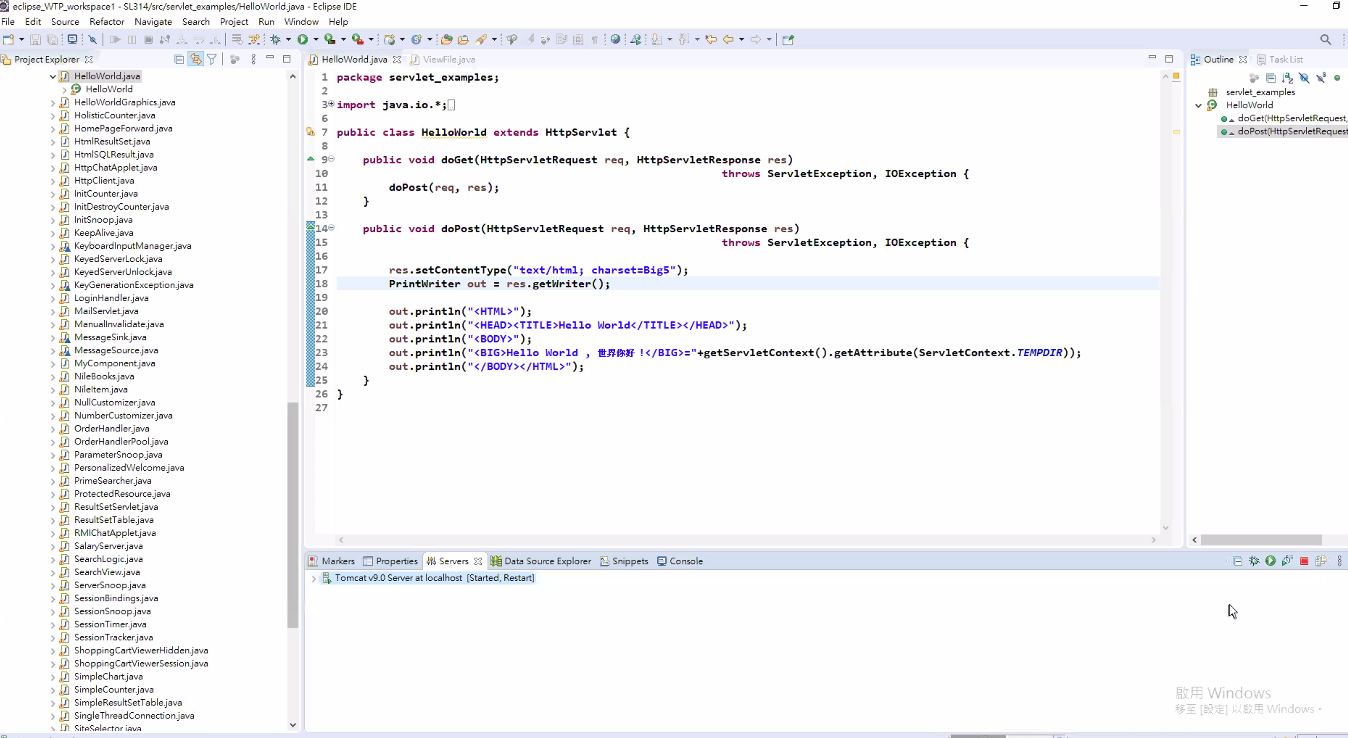 eclipse_WTP_workspace1 - SL314/src/servlet_examples/HelloWorld.java - Eclipse IDE
File Edit Source Refactor Navigate Search Project Run Window Help
Project Explorer
HelloWorld.java
HelloWorld
HelloWorldGraphics.java
HolisticCounter.java
HomePageForward.java
HtmlResultSet.java
HtmlSQLResult.java
HttpChatApplet.java
HttpClient.java
InitCounter.java
InitDestroyCounter.java
InitSnoop.java
KeepAlive.java
KeyboardInputManager.java
KeyedServerLock.java
KeyedServerUnlock.java
KeyGenerationException.java
LoginHandler.java
MailServlet.java
ManualInvalidate.java
MessageSink.java
MessageSource.java
MyComponent.java
NileBooks.java
NileItem.java
NullCustomizer.java
NumberCustomizer.java
OrderHandler.java
OrderHandlerPool.java
ParameterSnoop.java
PersonalizedWelcome.java
PrimeSearcher.java
ProtectedResource.java
ResultSetServlet.java
ResultSetTable.java
RMIChatApplet.java
SalaryServer.java
SearchLogic.java
SearchView.java
ServerSnoop.java
SessionBindings.java
SessionSnoop.java
SessionTimer.java
SessionTracker.java
ShoppingCartViewerHidden.java
ShoppingCartViewerSession.java
SimpleChart.java
SimpleCounter.java
SimpleResultSetTable.java
SingleThreadConnection.java
SiteSelector.java
HelloWorld.java ViewFile.java
1 package servlet_examples;
2
3 import java.io.*;
6
7 public class HelloWorld extends HttpServlet {
8
9 public void doGet(HttpServletRequest req, HttpServletResponse res)
10 throws ServletException, IOException {
11 doPost(req, res);
12 }
13
14 public void doPost(HttpServletRequest req, HttpServletResponse res)
15 throws ServletException, IOException {
16
17 res.setContentType("text/html; charset=Big5");
18 PrintWriter out = res.getWriter();
19
20 out.println("<HTML>");
21 out.println("<HEAD><TITLE>Hello World</TITLE></HEAD>");
22 out.println("<BODY>");
23 out.println("<BIG>Hello World , 世界你好 !</BIG>="+getServletContext().getAttribute(ServletContext.TEMPDIR));
24 out.println("</BODY></HTML>");
25 }
26 }
27
Outline Task List
servlet_examples
HelloWorld
doGet(HttpServletRequest,
doPost(HttpServletRequest
Markers Properties Servers Data Source Explorer Snippets Console
Tomcat v9.0 Server at localhost [Started, Restart]
啟用 Windows
移至 [設定] 以啟用 Windows。